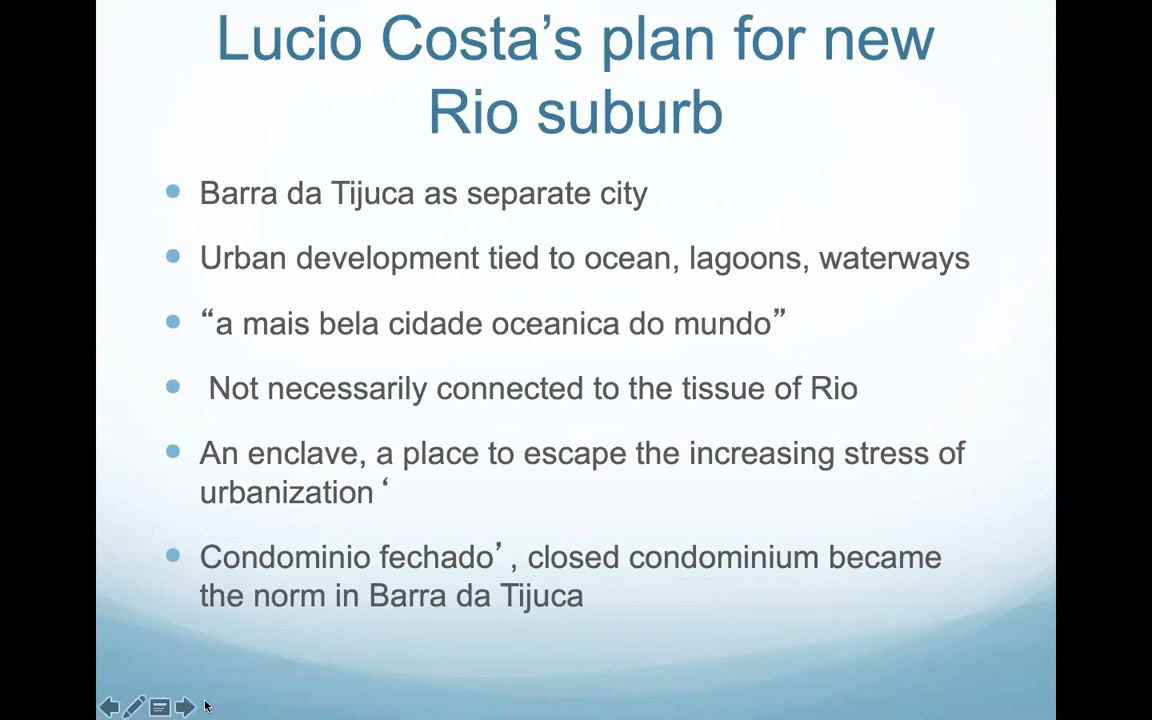 Lucio Costa’s plan for new
Rio suburb
Barra da Tijuca as separate city
Urban development tied to ocean, lagoons, waterways
“a mais bela cidade oceanica do mundo”
Not necessarily connected to the tissue of Rio
An enclave, a place to escape the increasing stress of
urbanization ‘
Condominio fechado’ , closed condominium became
the norm in Barra da Tijuca